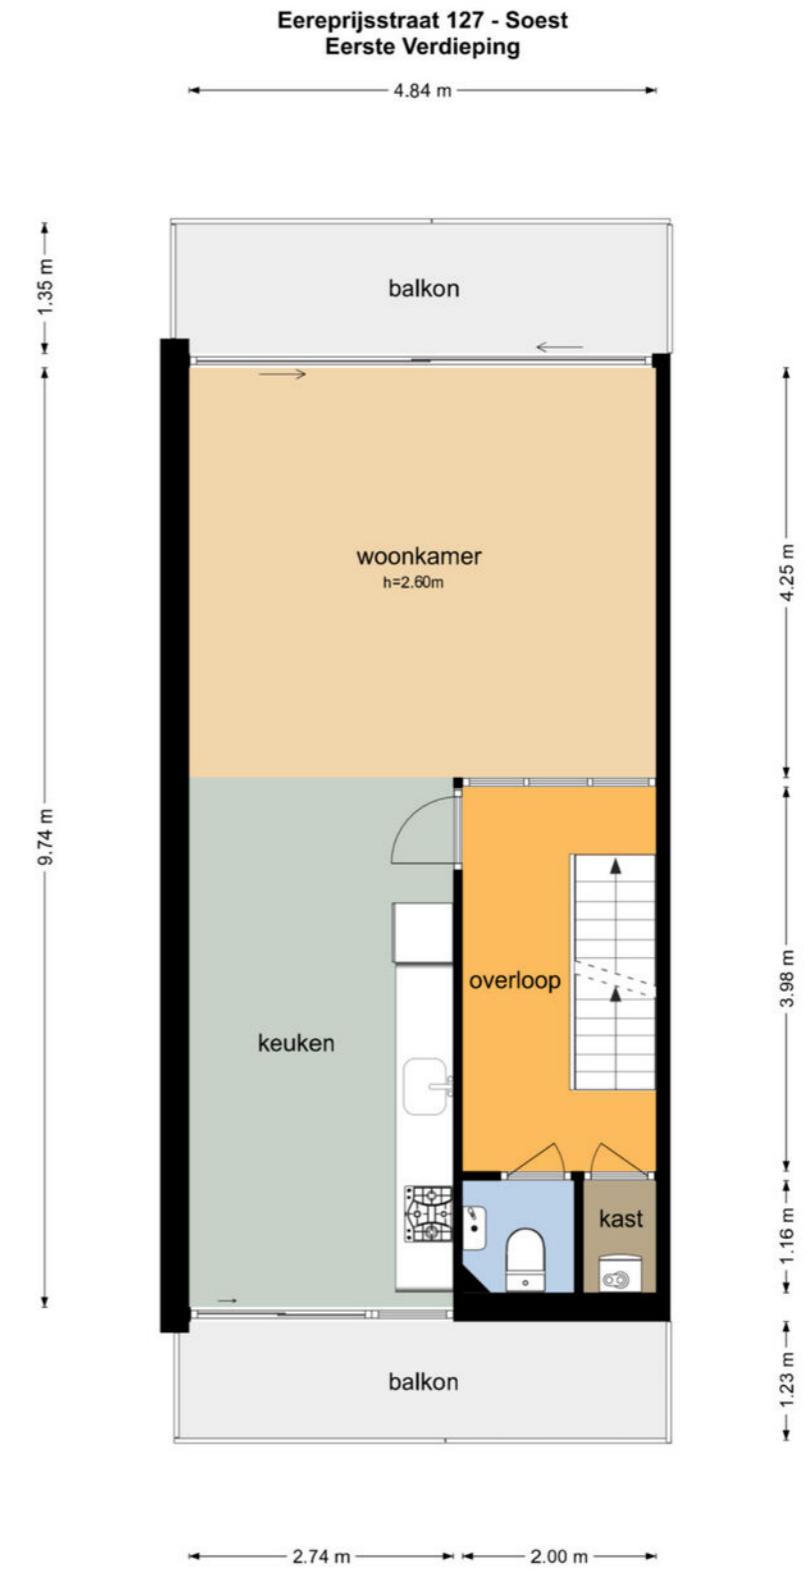 Eereprijsstraat 127 - Soest
Eerste Verdieping
4.84 m
1.35 m
balkon
woonkamer
h=2.60m
4.25 m
9.74 m
keuken
overloop
3.98 m
kast
1.16 m
balkon
1.23 m
2.74 m
2.00 m